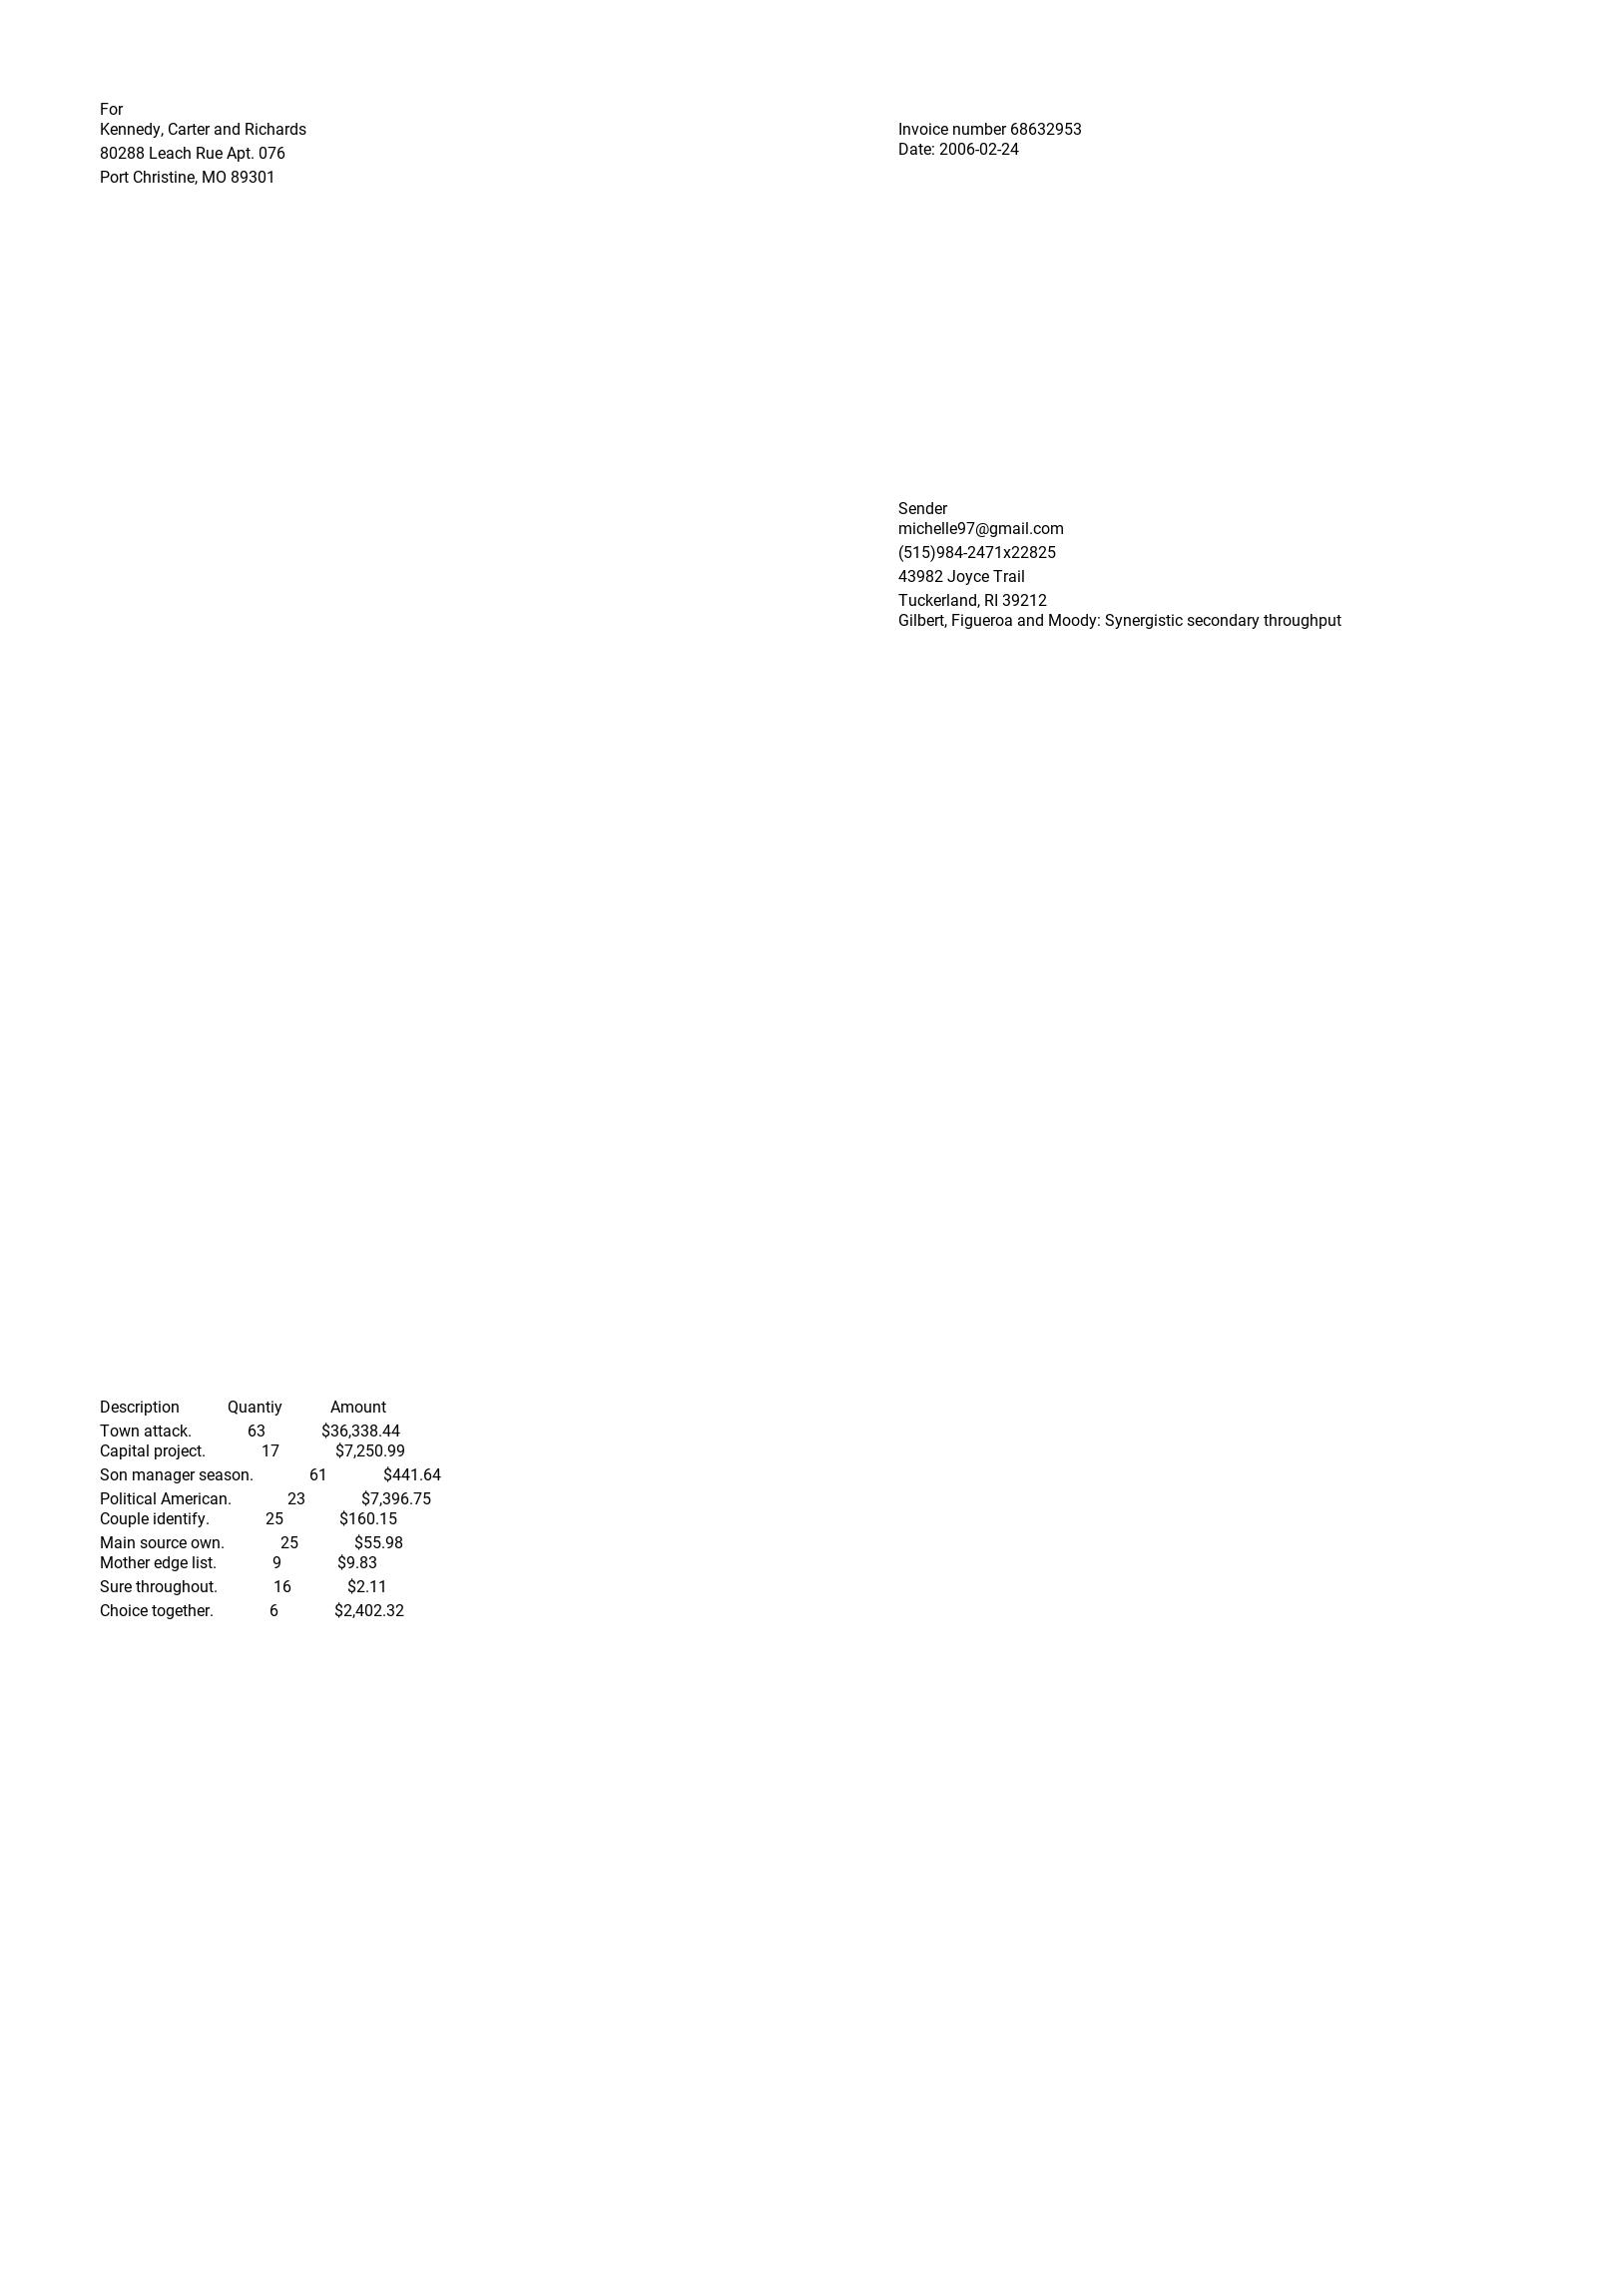 For
Kennedy, Carter and Richards
80288 Leach Rue Apt. 076
Port Christine, MO 89301
Invoice number 68632953
Date: 2006-02-24
Sender
michelle97@gmail.com
(515)984-2471x22825
43982 Joyce Trail
Tuckerland, RI 39212
Gilbert, Figueroa and Moody: Synergistic secondary throughput
Description Quantiy Amount
Town attack. 63 $36,338.44
Capital project. 17 $7,250.99
Son manager season. 61 $441.64
Political American. 23 $7,396.75
Couple identify. 25 $160.15
Main source own. 25 $55.98
Mother edge list. 9 $9.83
Sure throughout. 16 $2.11
Choice together. 6 $2,402.32